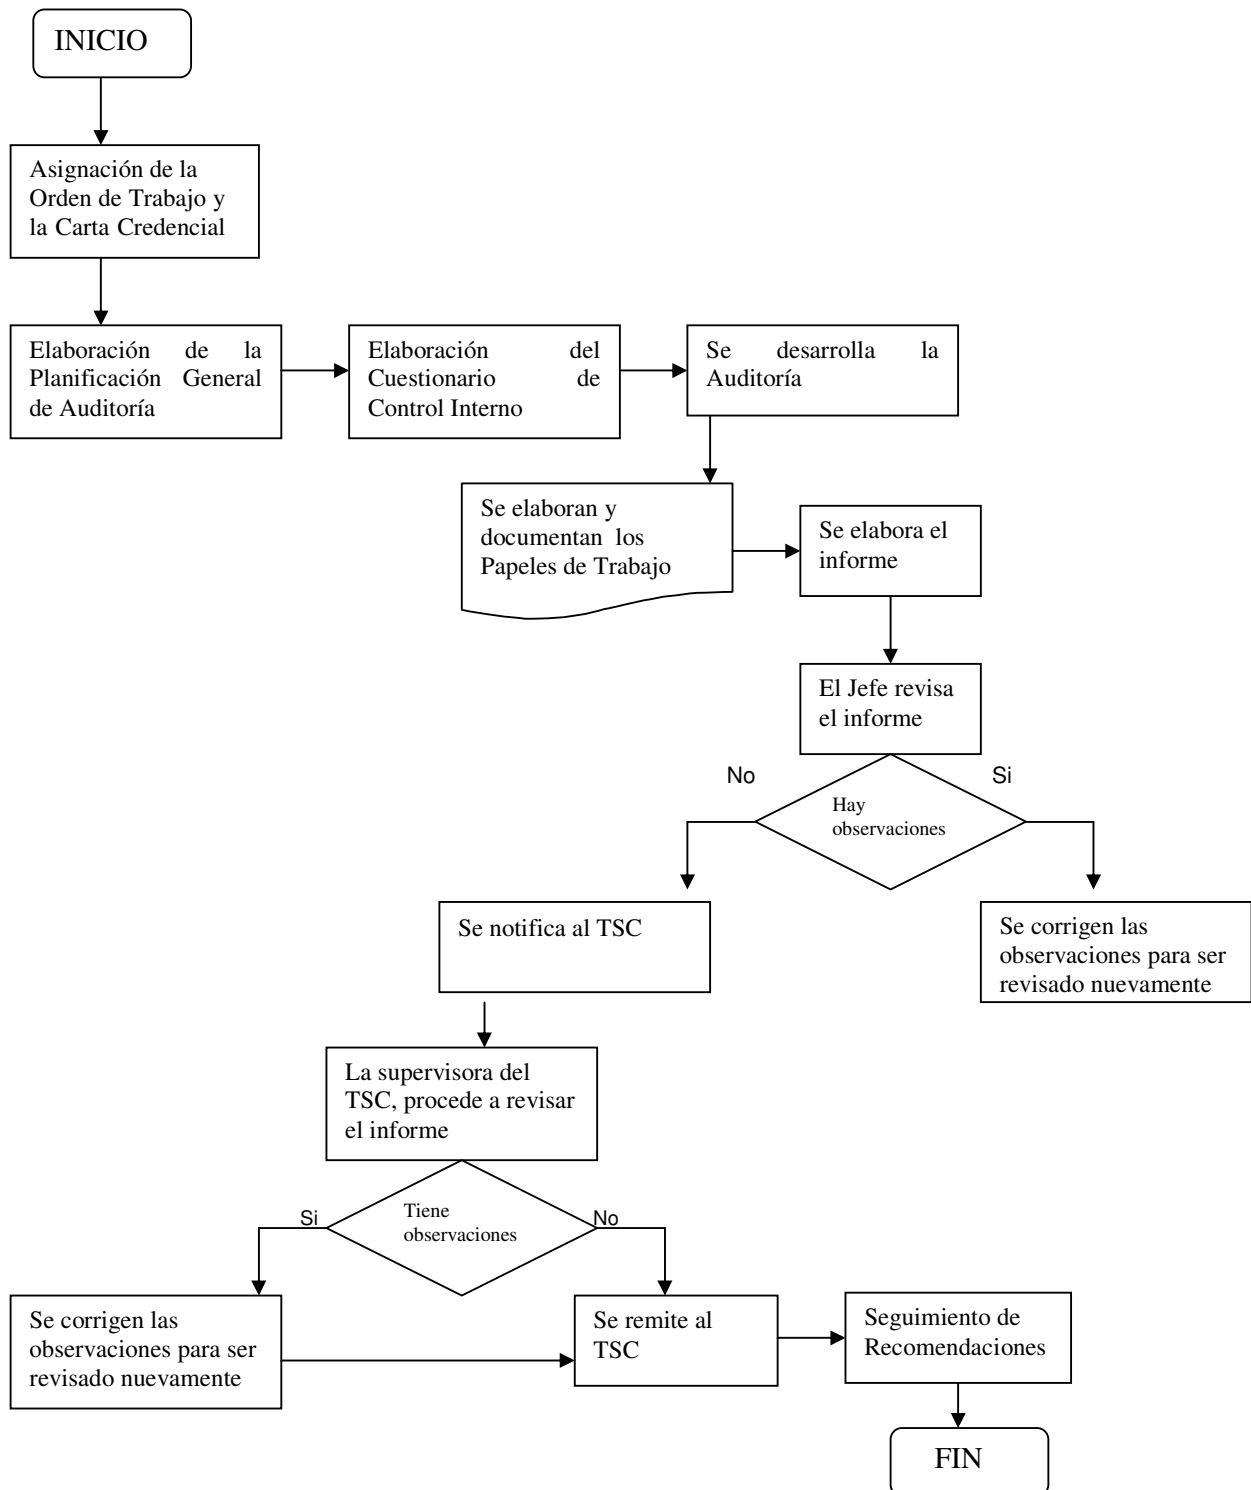 INICIO
Asignación de la
Orden de Trabajo y
la Carta Credencial
Elaboración de la
Planificación General
de Auditoría
Elaboración del
Cuestionario de
Control Interno
Se desarrolla la
Auditoría
Se elaboran y
documentan los
Papeles de Trabajo
Se elabora el
informe
El Jefe revisa
el informe
No
Si
Hay
observaciones
Se notifica al TSC
Se corrigen las
observaciones para ser
revisado nuevamente
La supervisora del
TSC, procede a revisar
el informe
Si
Tiene
observaciones
No
Se corrigen las
observaciones para ser
revisado nuevamente
Se remite al
TSC
Seguimiento de
Recomendaciones
FIN